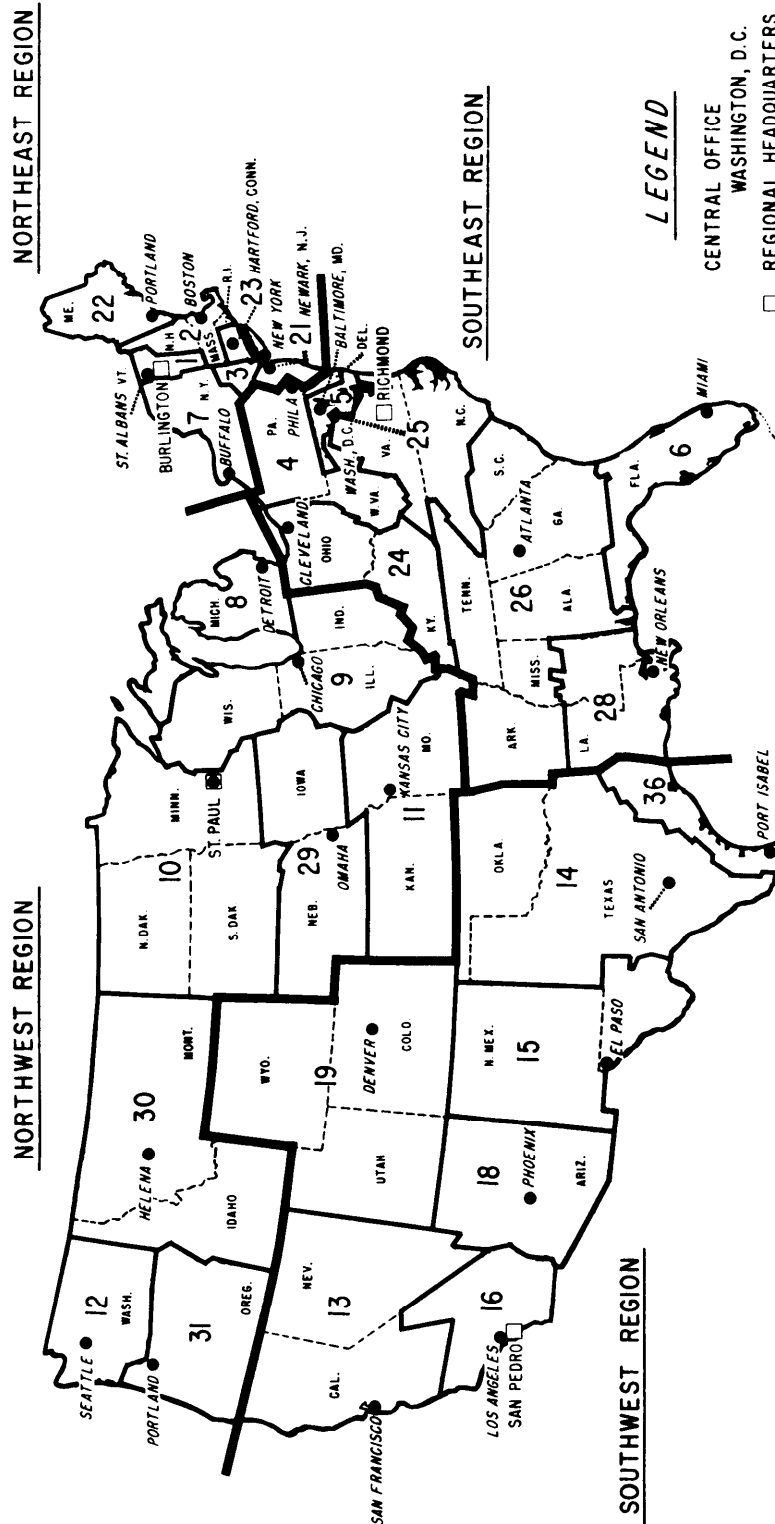 NORTHWEST REGION
NORTHEAST REGION
SOUTHWEST REGION
SOUTHEAST REGION
12
WASH.
SEATTLE
31
OREG.
PORTLAND
30
HELENA
MONT.
IDAHO
10
N.DAK.
S.DAK
MINN.
ST. PAUL
WIS.
29
NEB.
OMAHA
IOWA
11
KAN.
KANSAS CITY
MO.
9
ILL.
IND.
CHICAGO
8
MICH.
DETROIT
13
NEV.
CAL.
SAN FRANCISCO
16
LOS ANGELES
SAN PEDRO
18
PHOENIX
ARIZ.
19
WYO.
UTAH
COLO.
DENVER
15
N. MEX.
EL PASO
14
OKLA.
TEXAS
SAN ANTONIO
36
PORT ISABEL
28
ARK.
LA.
MISS.
NEW ORLEANS
26
TENN.
ALA.
GA.
S.C.
ATLANTA
6
FLA.
MIAMI
24
KY.
OHIO
CLEVELAND
4
PA.
PHILA
W.VA.
5
WASH., D.C.
BALTIMORE, MD.
DEL.
25
VA.
N.C.
RICHMOND
7
N.Y.
BUFFALO
ST. ALBANS VT.
BURLINGTON
1
N.H
2
MASS.
BOSTON
R.I.
22
ME.
PORTLAND
23 HARTFORD, CONN.
3
NEW YORK
21 NEWARK, N.J.
LEGEND
CENTRAL OFFICE
WASHINGTON, D.C.
REGIONAL HEADQUARTERS